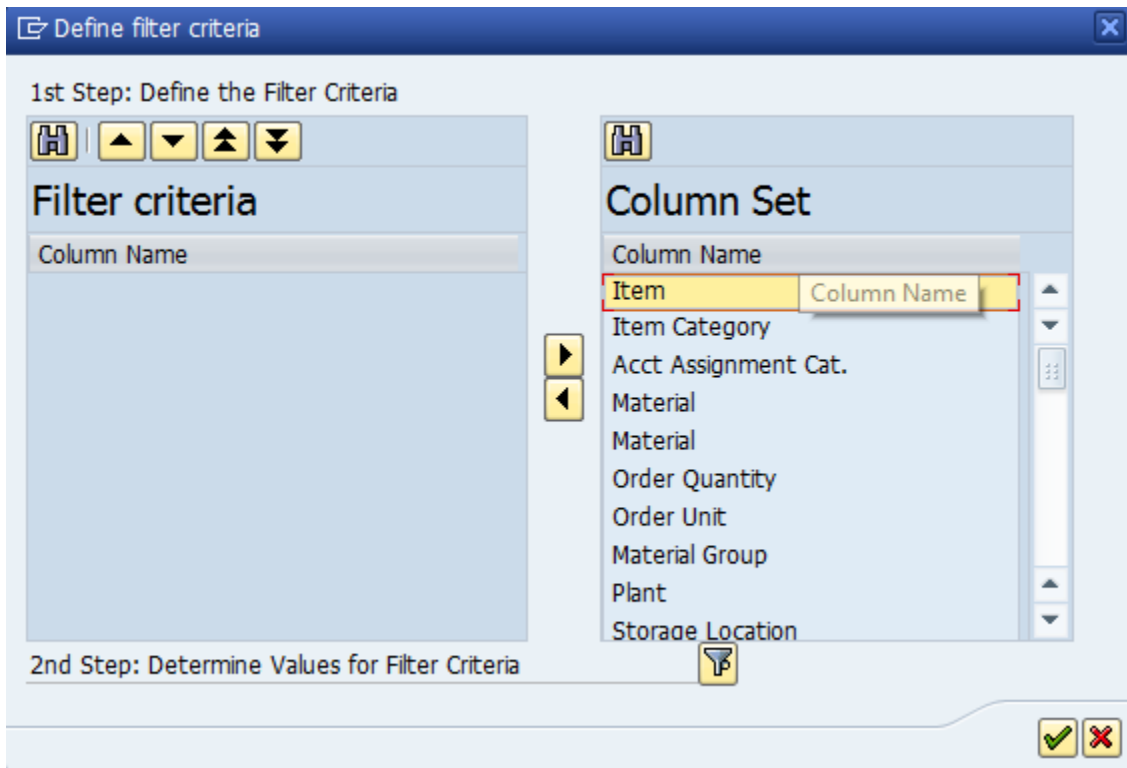 Define filter criteria
1st Step: Define the Filter Criteria
Filter criteria
Column Name
Column Set
Column Name
Item
Column Name
Item Category
Acct Assignment Cat.
Material
Material
Order Quantity
Order Unit
Material Group
Plant
Storage Location
2nd Step: Determine Values for Filter Criteria